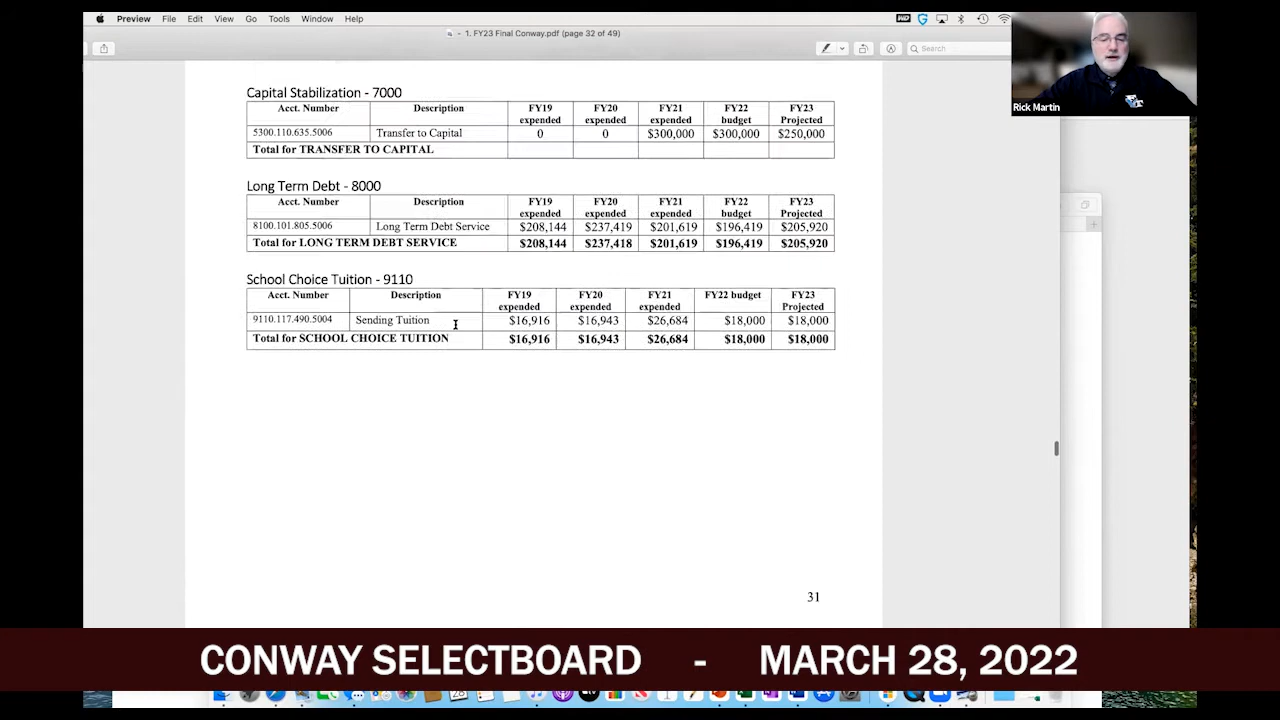 Preview File Edit View Go Tools Window Help
1. FY23 Final Conway.pdf (page 32 of 49)
Search
Rick Martin
Capital Stabilization - 7000
Acct. Number Description FY19 expended FY20 expended FY21 expended FY22 budget FY23 Projected
5300.110.635.5006 Transfer to Capital 0 0 $300,000 $300,000 $250,000
Total for TRANSFER TO CAPITAL
Long Term Debt - 8000
Acct. Number Description FY19 expended FY20 expended FY21 expended FY22 budget FY23 Projected
8100.101.805.5006 Long Term Debt Service $208,144 $237,419 $201,619 $196,419 $205,920
Total for LONG TERM DEBT SERVICE $208,144 $237,418 $201,619 $196,419 $205,920
School Choice Tuition - 9110
Acct. Number Description FY19 expended FY20 expended FY21 expended FY22 budget FY23 Projected
9110.117.490.5004 Sending Tuition $16,916 $16,943 $26,684 $18,000 $18,000
Total for SCHOOL CHOICE TUITION $16,916 $16,943 $26,684 $18,000 $18,000
31
CONWAY SELECTBOARD - MARCH 28, 2022